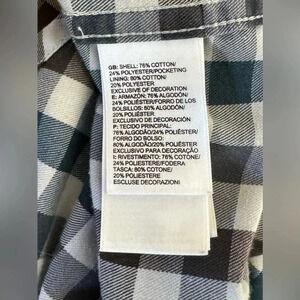 GB: SHELL: 76% COTTON/
24% POLYESTER/POCKETING
LINING: 80% COTTON/
20% POLYESTER
EXCLUSIVE OF DECORATION
E: ARMAZÓN: 76% ALGODÓN/
24% POLIÉSTER/FORRO DE LOS
BOLSILLOS: 80% ALGODÓN/
20% POLIÉSTER
EXCLUSIVO DE DECORACIÓN
P: TECIDO PRINCIPAL:
76% ALGODÃO/24% POLIÉSTER/
FORRO DO BOLSO:
80% ALGODÃO/20% POLIÉSTER
EXCLUSIVO PARA DECORAÇÃO
I: RIVESTIMENTO: 76% COTONE/
24% POLIESTERE/FODERA
TASCA: 80% COTONE/
20% POLIESTERE
ESCLUSE DECORAZIONI